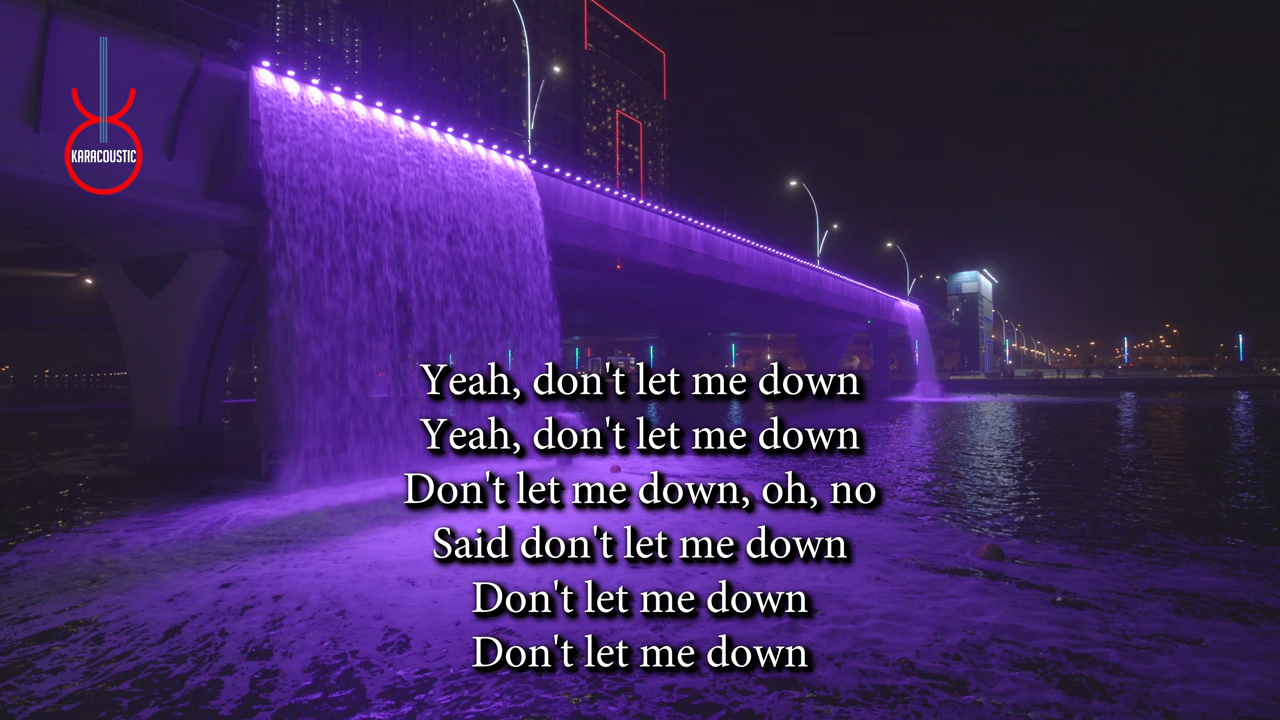 KARACOUSTIC
Yeah, don't let me down
Yeah, don't let me down
Don't let me down, oh, no
Said don't let me down
Don't let me down
Don't let me down